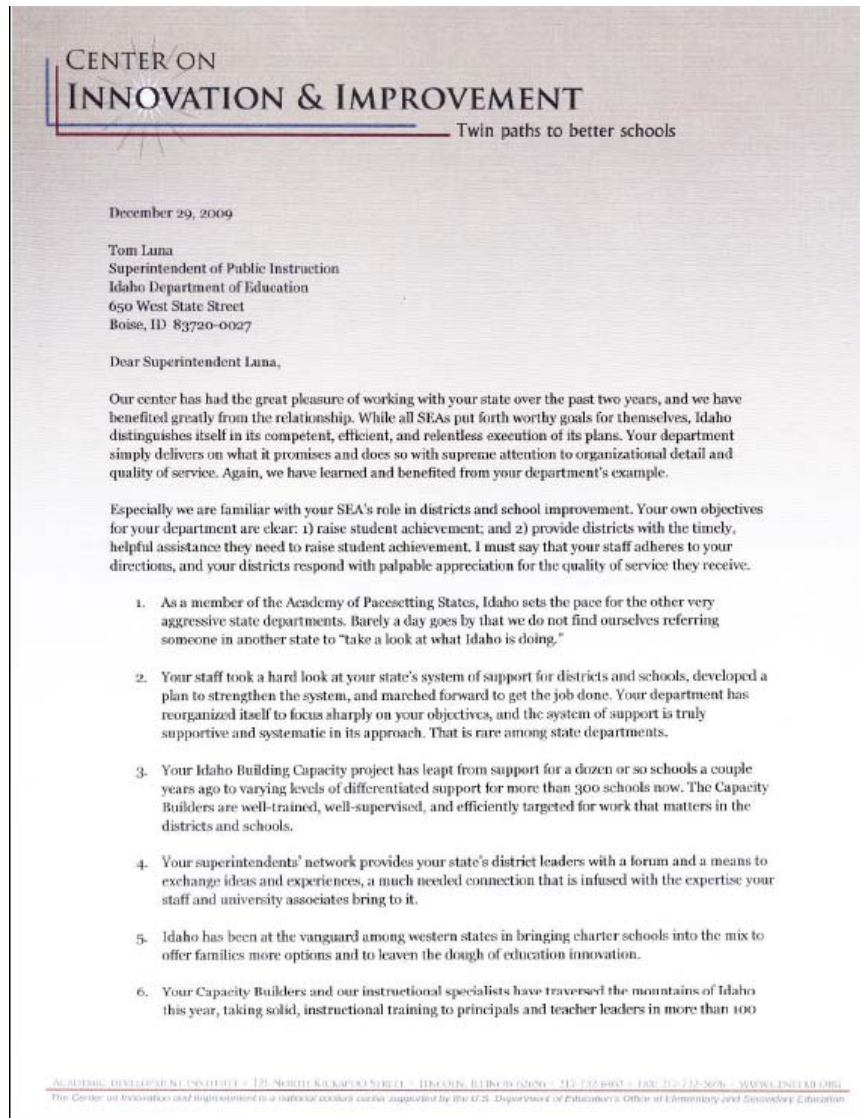 CENTER ON
INNOVATION & IMPROVEMENT
Twin paths to better schools
December 29, 2009
Tom Luna
Superintendent of Public Instruction
Idaho Department of Education
650 West State Street
Boise, ID 83720-0027
Dear Superintendent Luna,
Our center has had the great pleasure of working with your state over the past two years, and we have
benefited greatly from the relationship. While all SEAs put forth worthy goals for themselves, Idaho
distinguishes itself in its competent, efficient, and relentless execution of its plans. Your department
simply delivers on what it promises and does so with supreme attention to organizational detail and
quality of service. Again, we have learned and benefited from your department's example.
Especially we are familiar with your SEA's role in districts and school improvement. Your own objectives
for your department are clear: 1) raise student achievement; and 2) provide districts with the timely,
helpful assistance they need to raise student achievement. I must say that your staff adheres to your
directions, and your districts respond with palpable appreciation for the quality of service they receive.
1. As a member of the Academy of Pacesetting States, Idaho sets the pace for the other very
aggressive state departments. Barely a day goes by that we do not find ourselves referring
someone in another state to "take a look at what Idaho is doing."
2. Your staff took a hard look at your state's system of support for districts and schools, developed a
plan to strengthen the system, and marched forward to get the job done. Your department has
reorganized itself to focus sharply on your objectives, and the system of support is truly
supportive and systematic in its approach. That is rare among state departments.
3. Your Idaho Building Capacity project has leapt from support for a dozen or so schools a couple
years ago to varying levels of differentiated support for more than 300 schools now. The Capacity
Builders are well-trained, well-supervised, and efficiently targeted for work that matters in the
districts and schools.
4. Your superintendents' network provides your state's district leaders with a forum and a means to
exchange ideas and experiences, a much needed connection that is infused with the expertise your
staff and university associates bring to it.
5. Idaho has been at the vanguard among western states in bringing charter schools into the mix to
offer families more options and to leaven the dough of education innovation.
6. Your Capacity Builders and our instructional specialists have traversed the mountains of Idaho
this year, taking solid, instructional training to principals and teacher leaders in more than 100
ACADEMIC DEVELOPMENT INSTITUTE • 121 NORTH KICKAPOO STREET • LINCOLN, ILLINOIS 62656 • 217-732-6462 • FAX: 217-732-3696 • WWW.CENTERII.ORG
The Center on Innovation and Improvement is a national content center supported by the U.S. Department of Education's Office of Elementary and Secondary Education